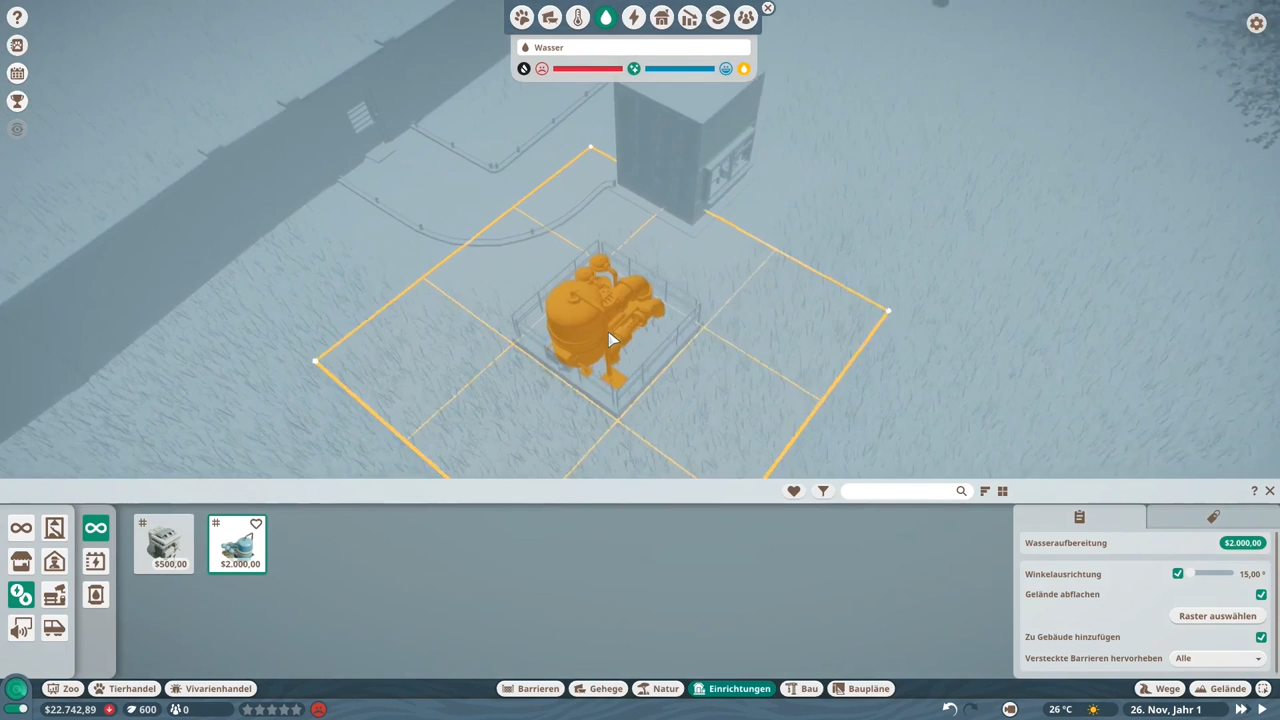 Wasser
$500,00
$2.000,00
Wasseraufbereitung
$2.000,00
Winkelausrichtung
15,00 °
Gelände abflachen
Raster auswählen
Zu Gebäude hinzufügen
Versteckte Barrieren hervorheben
Alle
Zoo
Tierhandel
Vivarienhandel
Barrieren
Gehege
Natur
Einrichtungen
Bau
Baupläne
Wege
Gelände
$22.742,89
600
0
26 °C
26. Nov, Jahr 1